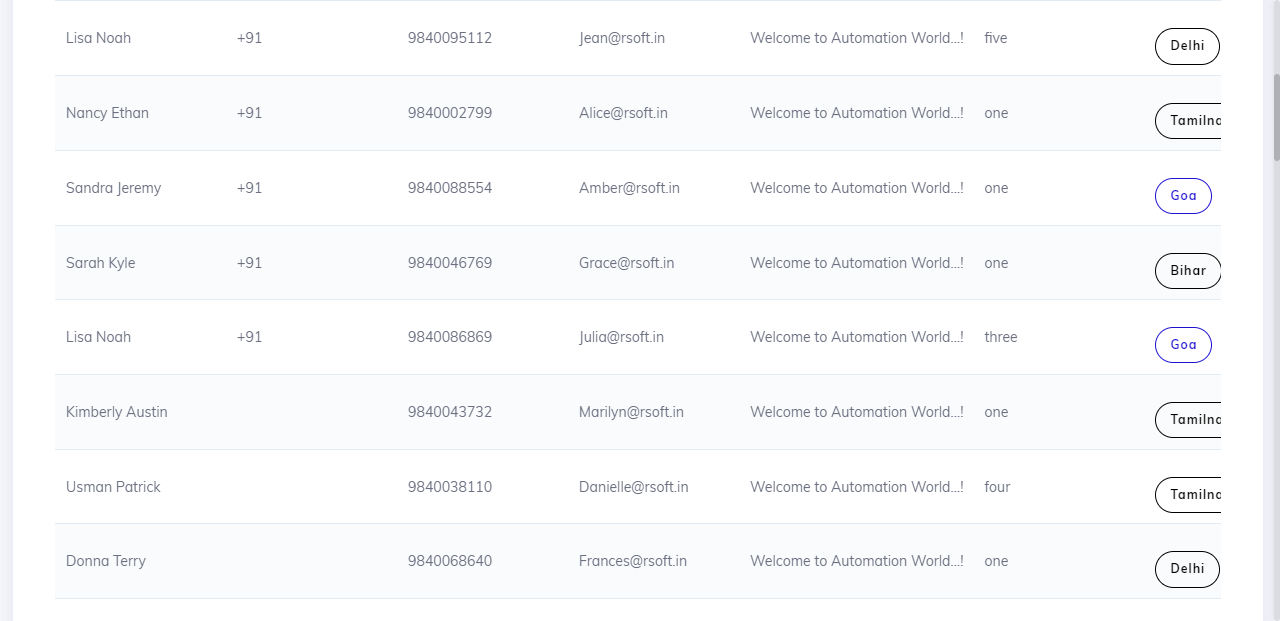 Lisa Noah +91 9840095112 Jean@rsoft.in Welcome to Automation World...! five Delhi
Nancy Ethan +91 9840002799 Alice@rsoft.in Welcome to Automation World...! one Tamilna
Sandra Jeremy +91 9840088554 Amber@rsoft.in Welcome to Automation World...! one Goa
Sarah Kyle +91 9840046769 Grace@rsoft.in Welcome to Automation World...! one Bihar
Lisa Noah +91 9840086869 Julia@rsoft.in Welcome to Automation World...! three Goa
Kimberly Austin 9840043732 Marilyn@rsoft.in Welcome to Automation World...! one Tamilna
Usman Patrick 9840038110 Danielle@rsoft.in Welcome to Automation World...! four Tamilna
Donna Terry 9840068640 Frances@rsoft.in Welcome to Automation World...! one Delhi